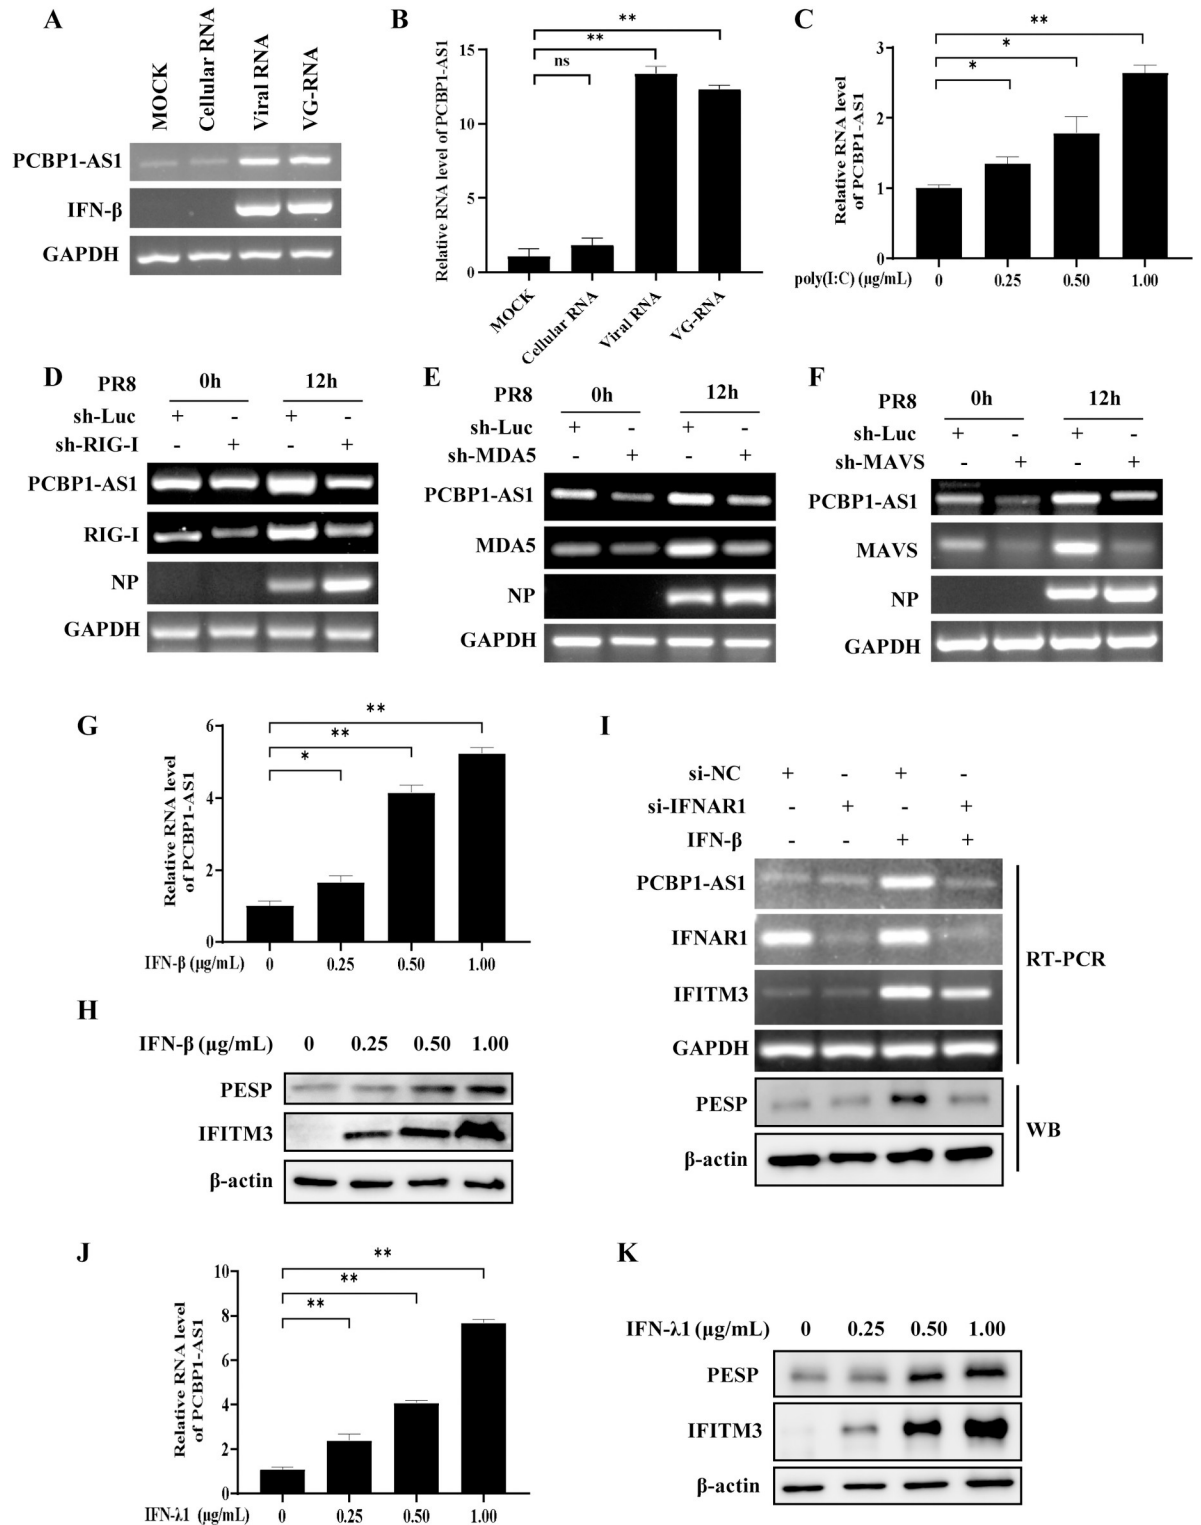 A
MOCK
Cellular RNA
Viral RNA
VG-RNA
PCBP1-AS1
IFN-β
GAPDH
B
Relative RNA level of PCBP1-AS1
15
10
5
0
ns
**
**
MOCK
Cellular RNA
Viral RNA
VG-RNA
C
Relative RNA level
of PCBP1-AS1
3
2
1
0
*
*
**
poly(I:C) (μg/mL) 0 0.25 0.50 1.00
D
PR8 0h 12h
sh-Luc + - + -
sh-RIG-I - + - +
PCBP1-AS1
RIG-I
NP
GAPDH
E
PR8 0h 12h
sh-Luc + - + -
sh-MDA5 - + - +
PCBP1-AS1
MDA5
NP
GAPDH
F
PR8 0h 12h
sh-Luc + - + -
sh-MAVS - + - +
PCBP1-AS1
MAVS
NP
GAPDH
G
Relative RNA level
of PCBP1-AS1
6
4
2
0
*
**
**
IFN-β (μg/mL) 0 0.25 0.50 1.00
H
IFN-β (μg/mL) 0 0.25 0.50 1.00
PESP
IFITM3
β-actin
I
si-NC + - + -
si-IFNAR1 - + - +
IFN-β - - + +
PCBP1-AS1
IFNAR1
IFITM3
GAPDH
RT-PCR
PESP
β-actin
WB
J
Relative RNA level
of PCBP1-AS1
10
8
6
4
2
0
**
**
**
IFN-λ1 (μg/mL) 0 0.25 0.50 1.00
K
IFN-λ1 (μg/mL) 0 0.25 0.50 1.00
PESP
IFITM3
β-actin